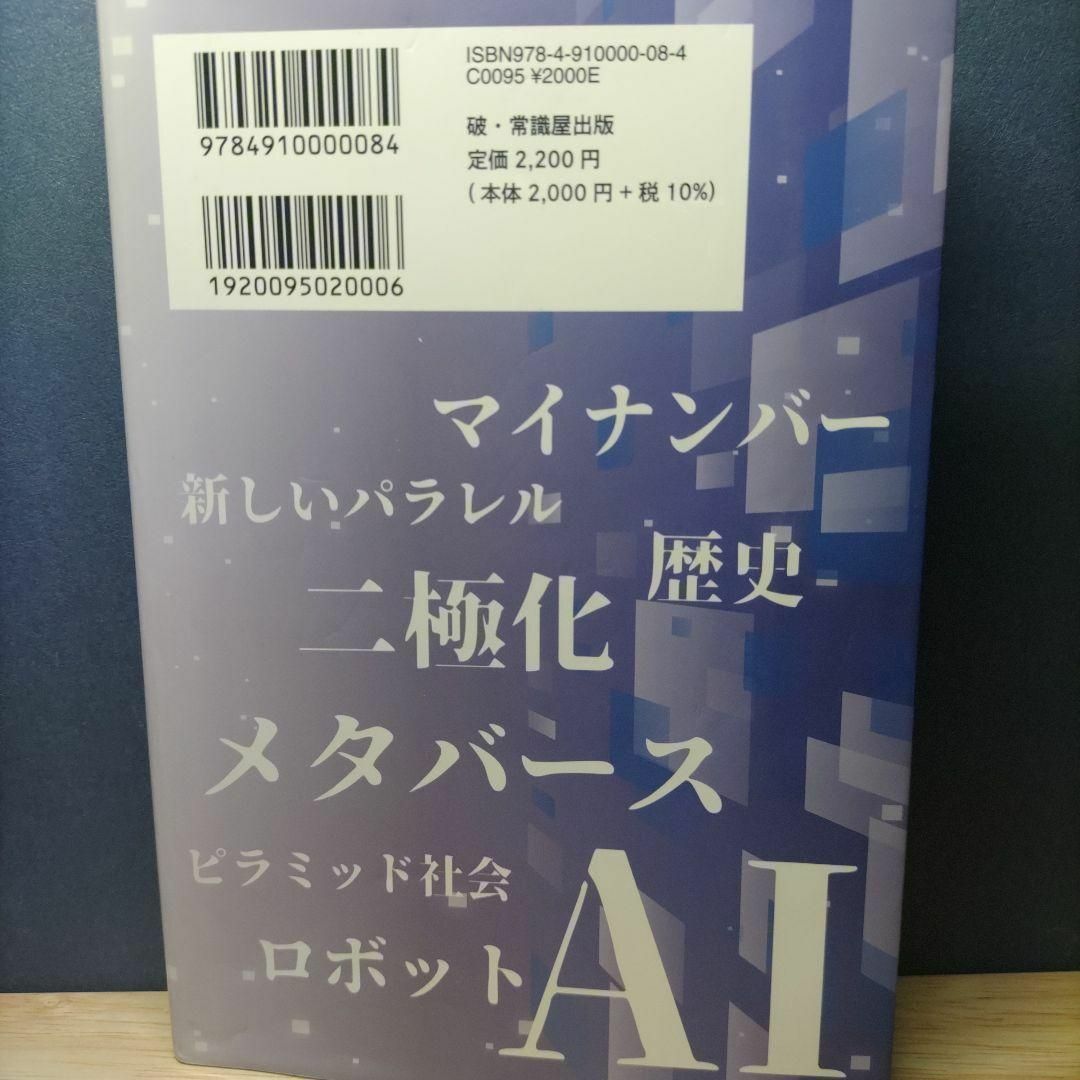 ISBN978-4-910000-08-4
C0095 ¥2000E
9784910000084
破・常識屋出版
定価 2,200 円
(本体 2,000 円+税 10%)
1920095020006
マイナンバー
新しいパラレル
歴史
二極化
メタバース
ピラミッド社会
AI
ロボット